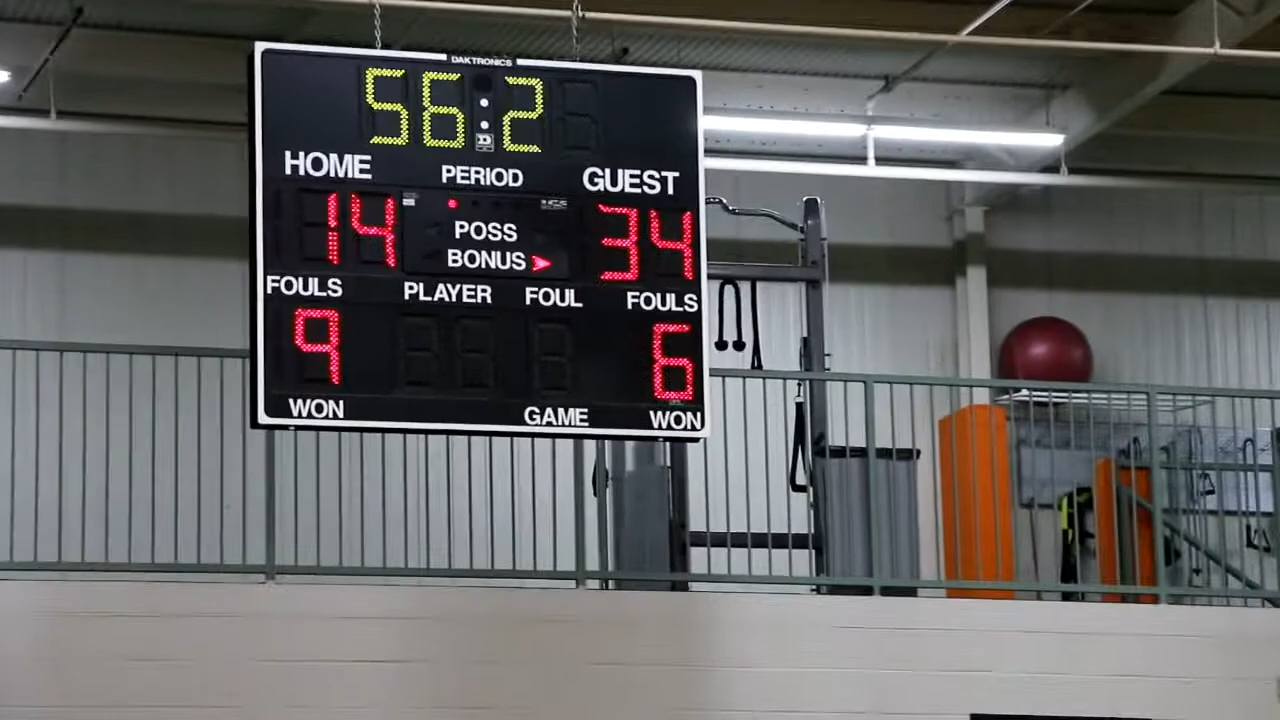 DAKTRONICS
56:2
HOME PERIOD GUEST
14 34
POSS
BONUS
FOULS PLAYER FOUL FOULS
9 6
WON GAME WON